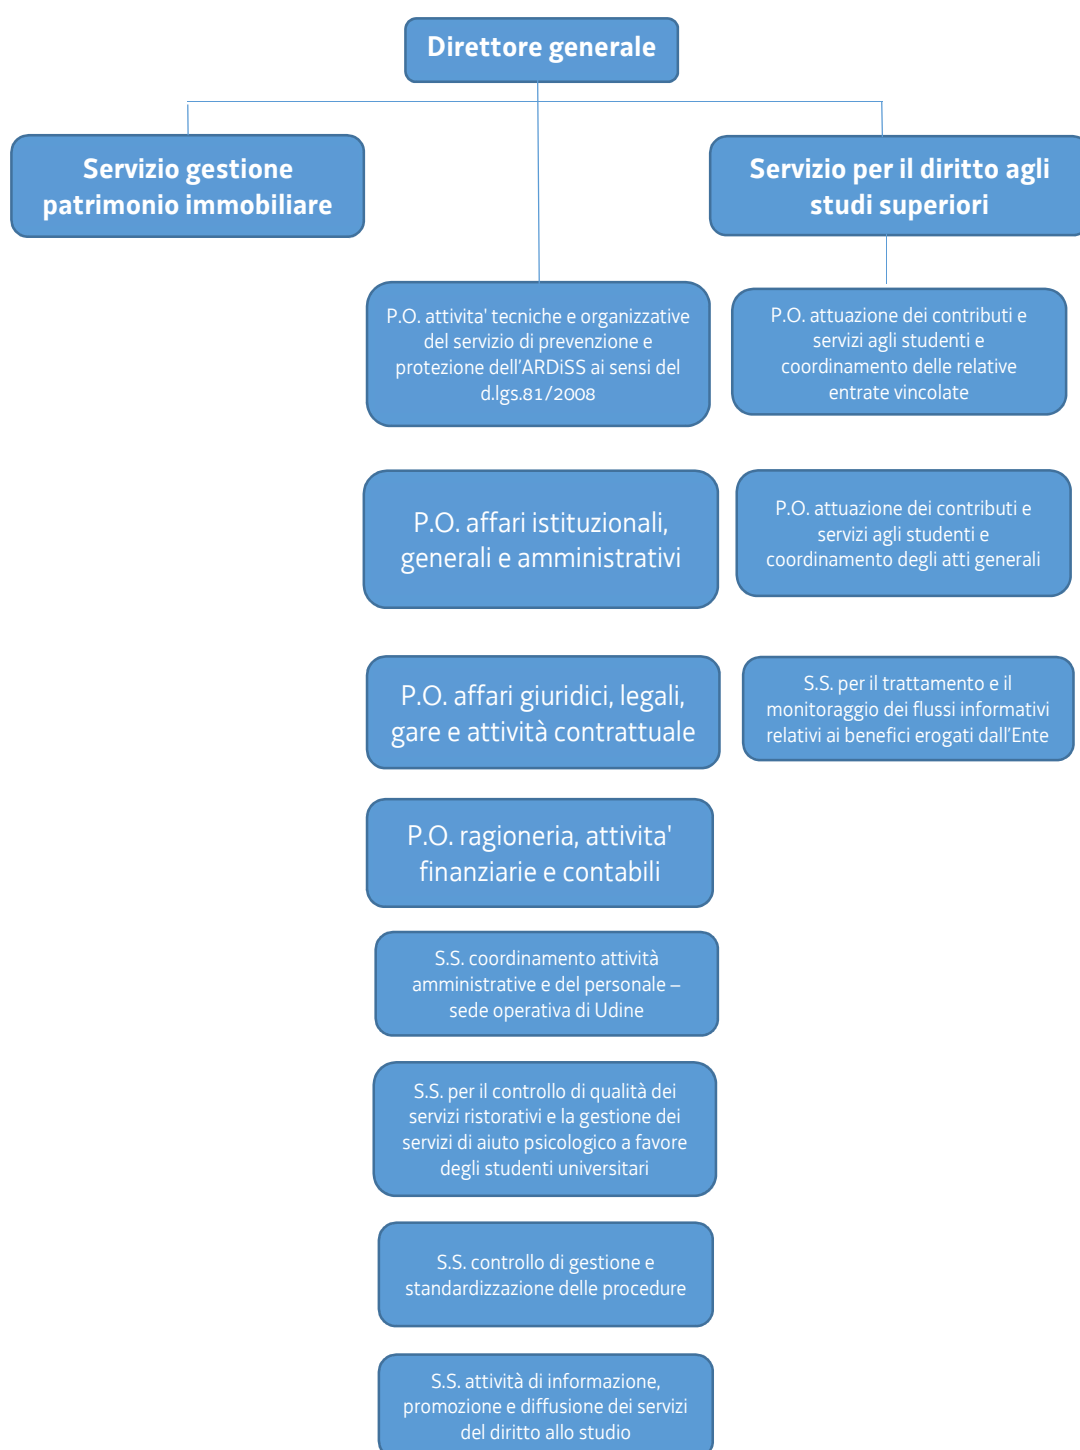 Direttore generale
Servizio gestione
patrimonio immobiliare
Servizio per il diritto agli
studi superiori
P.O. attivita' tecniche e organizzative
del servizio di prevenzione e
protezione dell'ARDiSS ai sensi del
d.lgs.81/2008
P.O. attuazione dei contributi e
servizi agli studenti e
coordinamento delle relative
entrate vincolate
P.O. affari istituzionali,
generali e amministrativi
P.O. attuazione dei contributi e
servizi agli studenti e
coordinamento degli atti generali
P.O. affari giuridici, legali,
gare e attività contrattuale
S.S. per il trattamento e il
monitoraggio dei flussi informativi
relativi ai benefici erogati dall'Ente
P.O. ragioneria, attivita'
finanziarie e contabili
S.S. coordinamento attività
amministrative e del personale –
sede operativa di Udine
S.S. per il controllo di qualità dei
servizi ristorativi e la gestione dei
servizi di aiuto psicologico a favore
degli studenti universitari
S.S. controllo di gestione e
standardizzazione delle procedure
S.S. attività di informazione,
promozione e diffusione dei servizi
del diritto allo studio